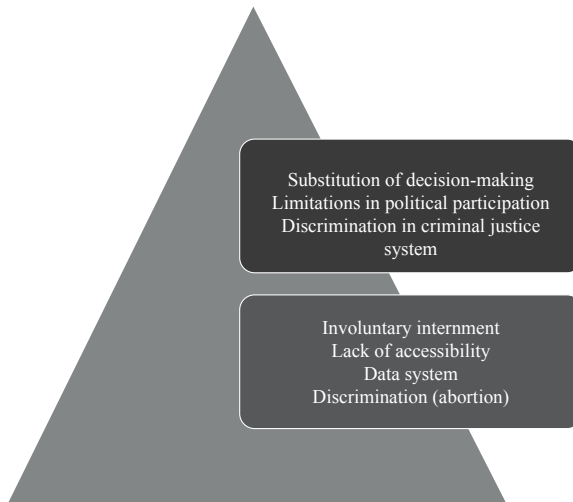 Substitution of decision-making
Limitations in political participation
Discrimination in criminal justice
system
Involuntary internment
Lack of accessibility
Data system
Discrimination (abortion)